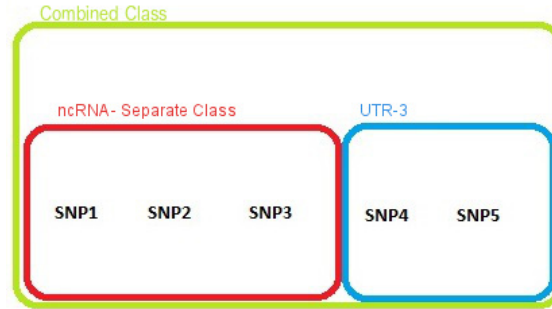 Combined Class
ncRNA- Separate Class
UTR-3
SNP1 SNP2 SNP3 SNP4 SNP5